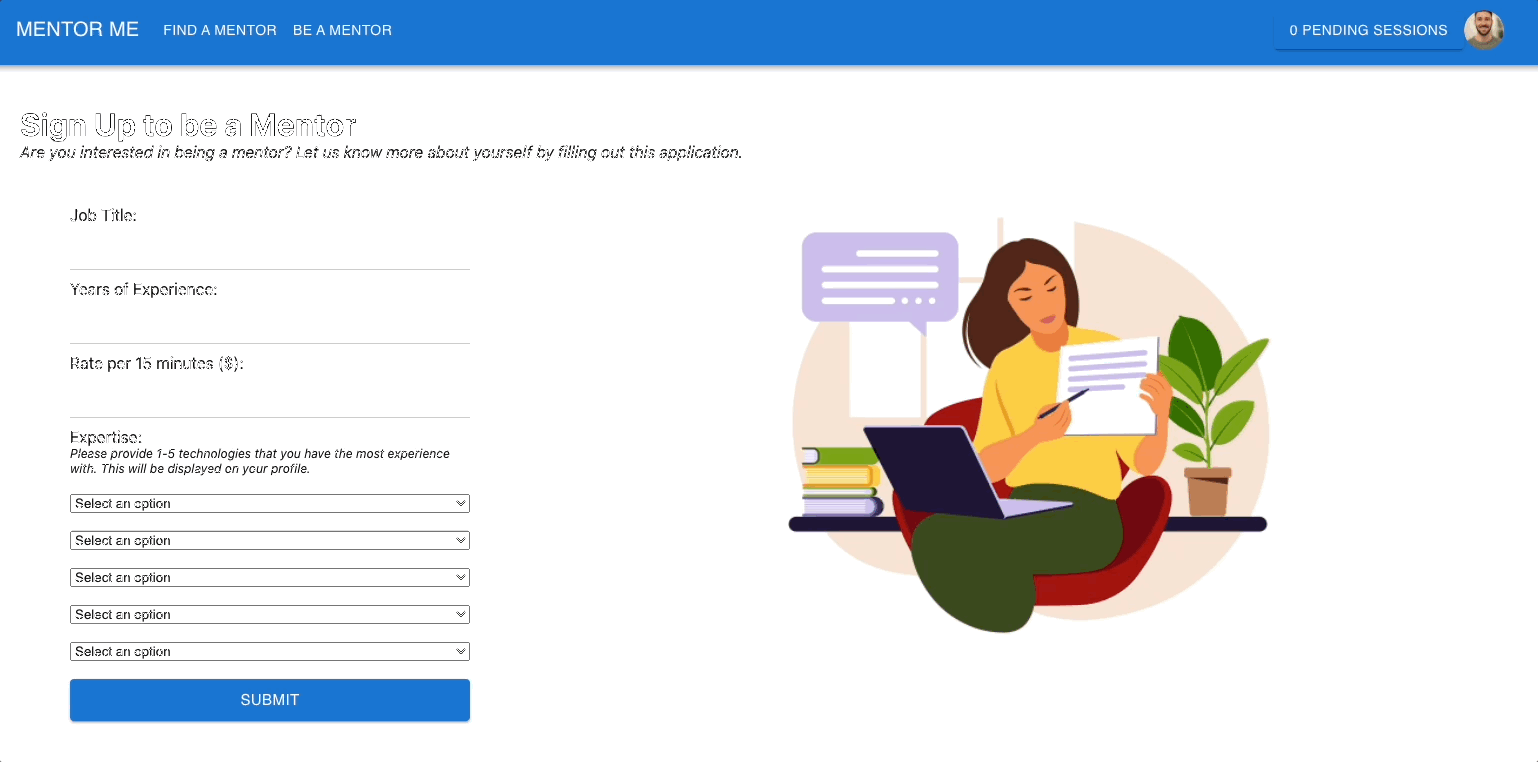 MENTOR ME
FIND A MENTOR
BE A MENTOR
0 PENDING SESSIONS
Sign Up to be a Mentor
Are you interested in being a mentor? Let us know more about yourself by filling out this application.
Job Title:
Years of Experience:
Rate per 15 minutes ($):
Expertise:
Please provide 1-5 technologies that you have the most experience
with. This will be displayed on your profile.
Select an option
Select an option
Select an option
Select an option
Select an option
SUBMIT